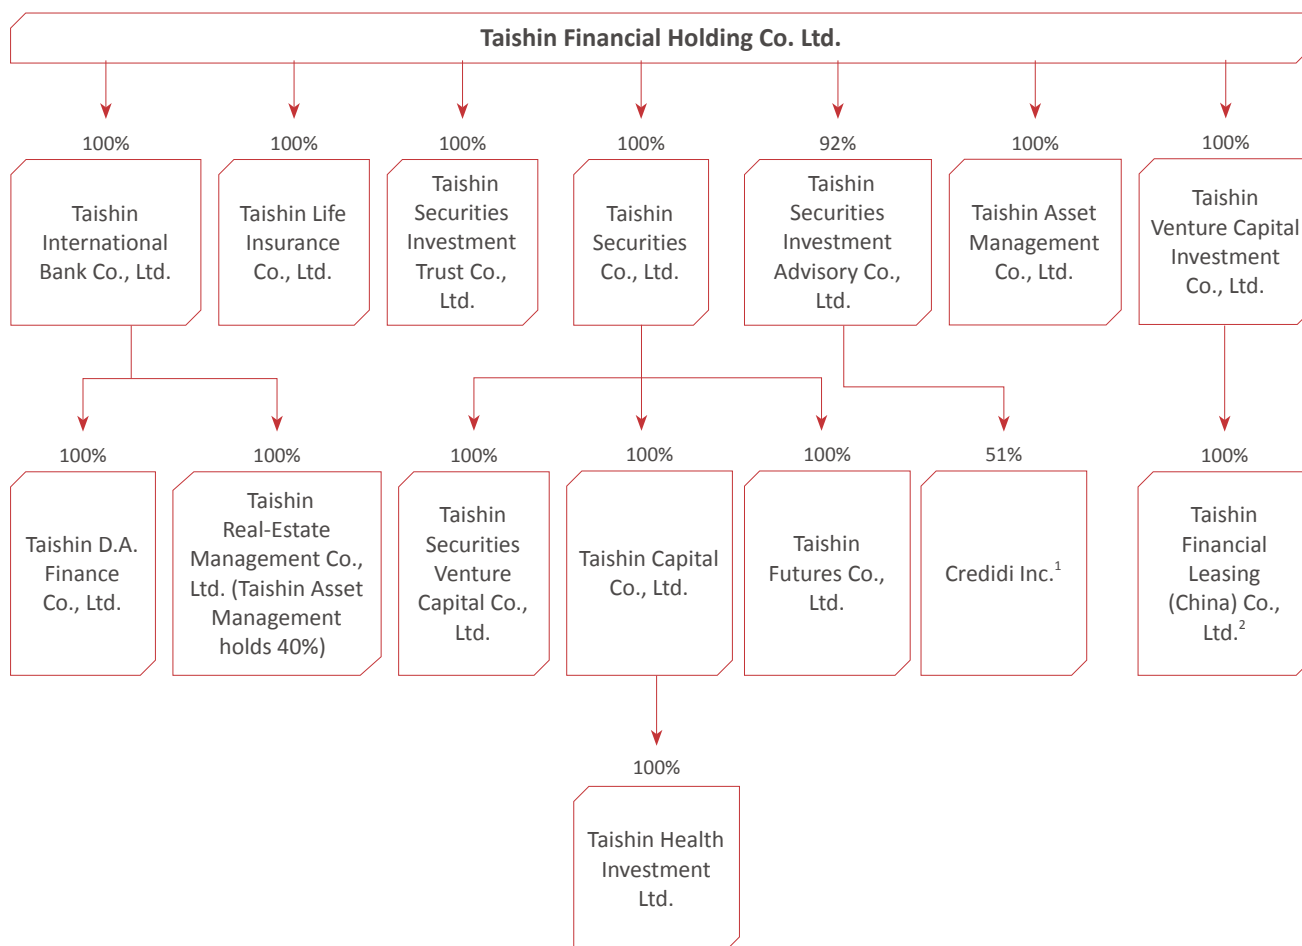 Taishin Financial Holding Co. Ltd.
100%
100%
100%
100%
92%
100%
100%
Taishin
International
Bank Co., Ltd.
Taishin Life
Insurance
Co., Ltd.
Taishin
Securities
Investment
Trust Co.,
Ltd.
Taishin
Securities
Co., Ltd.
Taishin
Securities
Investment
Advisory Co.,
Ltd.
Taishin Asset
Management
Co., Ltd.
Taishin
Venture Capital
Investment
Co., Ltd.
100%
100%
100%
100%
100%
51%
100%
Taishin D.A.
Finance
Co., Ltd.
Taishin
Real-Estate
Management Co.,
Ltd. (Taishin Asset
Management
holds 40%)
Taishin
Securities
Venture
Capital Co.,
Ltd.
Taishin Capital
Co., Ltd.
Taishin
Futures Co.,
Ltd.
Credidi Inc.¹
Taishin
Financial
Leasing
(China) Co.,
Ltd.²
100%
Taishin Health
Investment
Ltd.